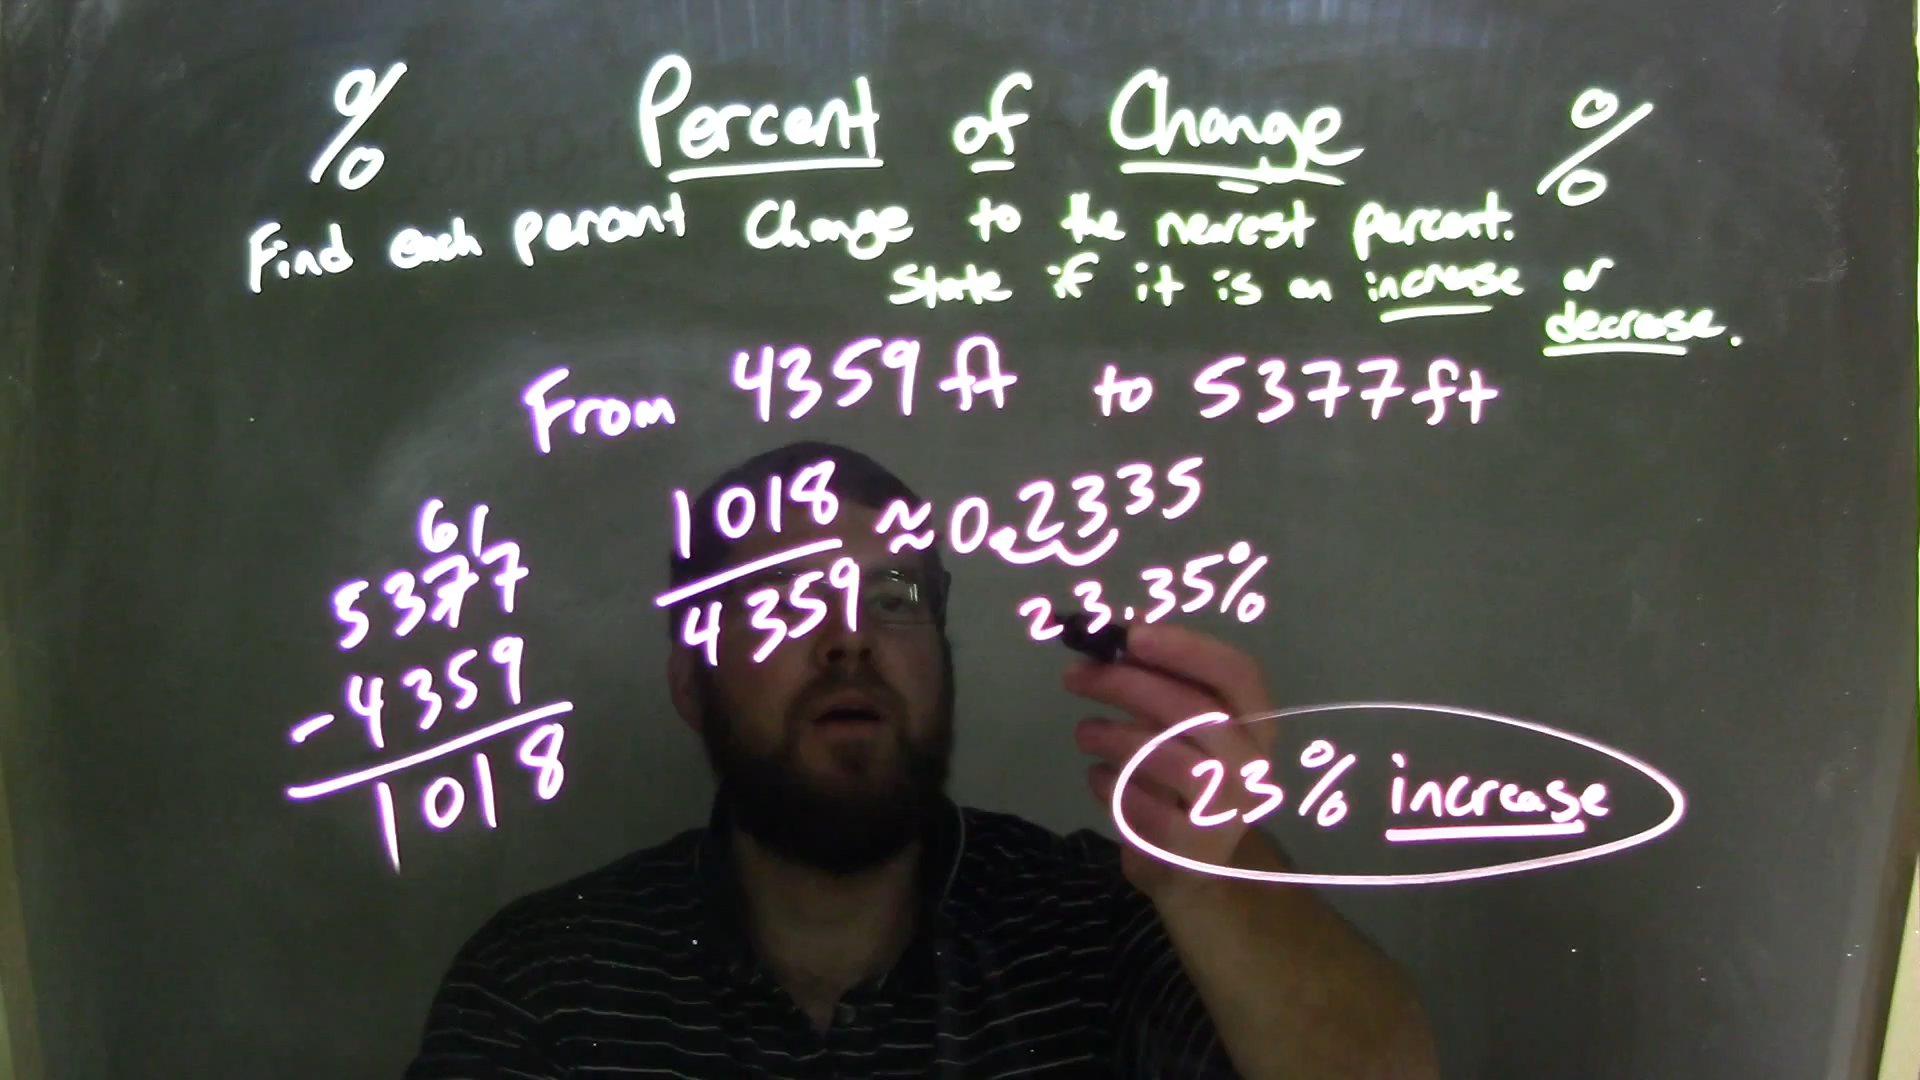 % Percent of Change %
Find each percent Change to the nearest percent.
State if it is an increase or
decrease.
From 4359 ft to 5377 ft
6 1
5377
- 4359
1018
1018
4359
≈ 0.2335
23.35%
23% increase